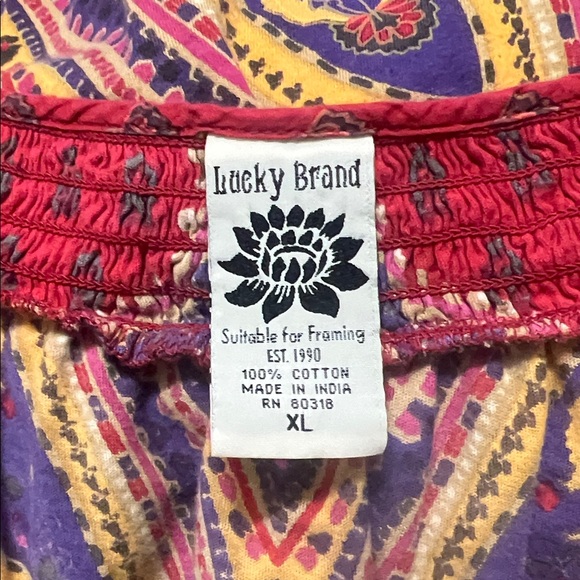 Lucky Brand
Suitable for Framing
EST. 1990
100% COTTON
MADE IN INDIA
RN 80318
XL